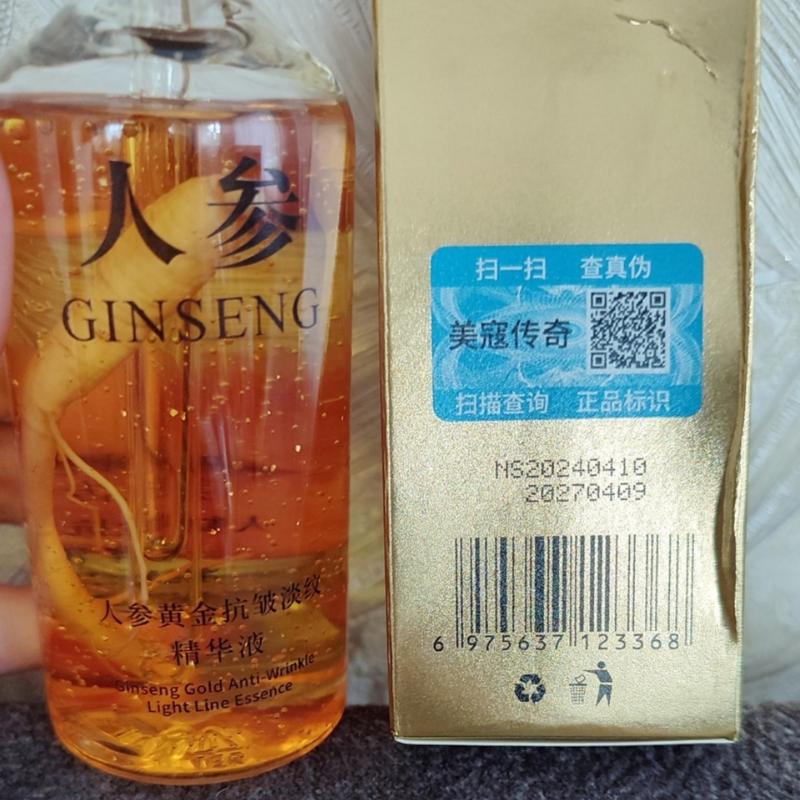 人参
GINSENG
人参黄金抗皱淡纹
精华液
Ginseng Gold Anti-Wrinkle
Light Line Essence
扫一扫 查真伪
美寇传奇
扫描查询 正品标识
NS20240410
20270409
6 975637 123368